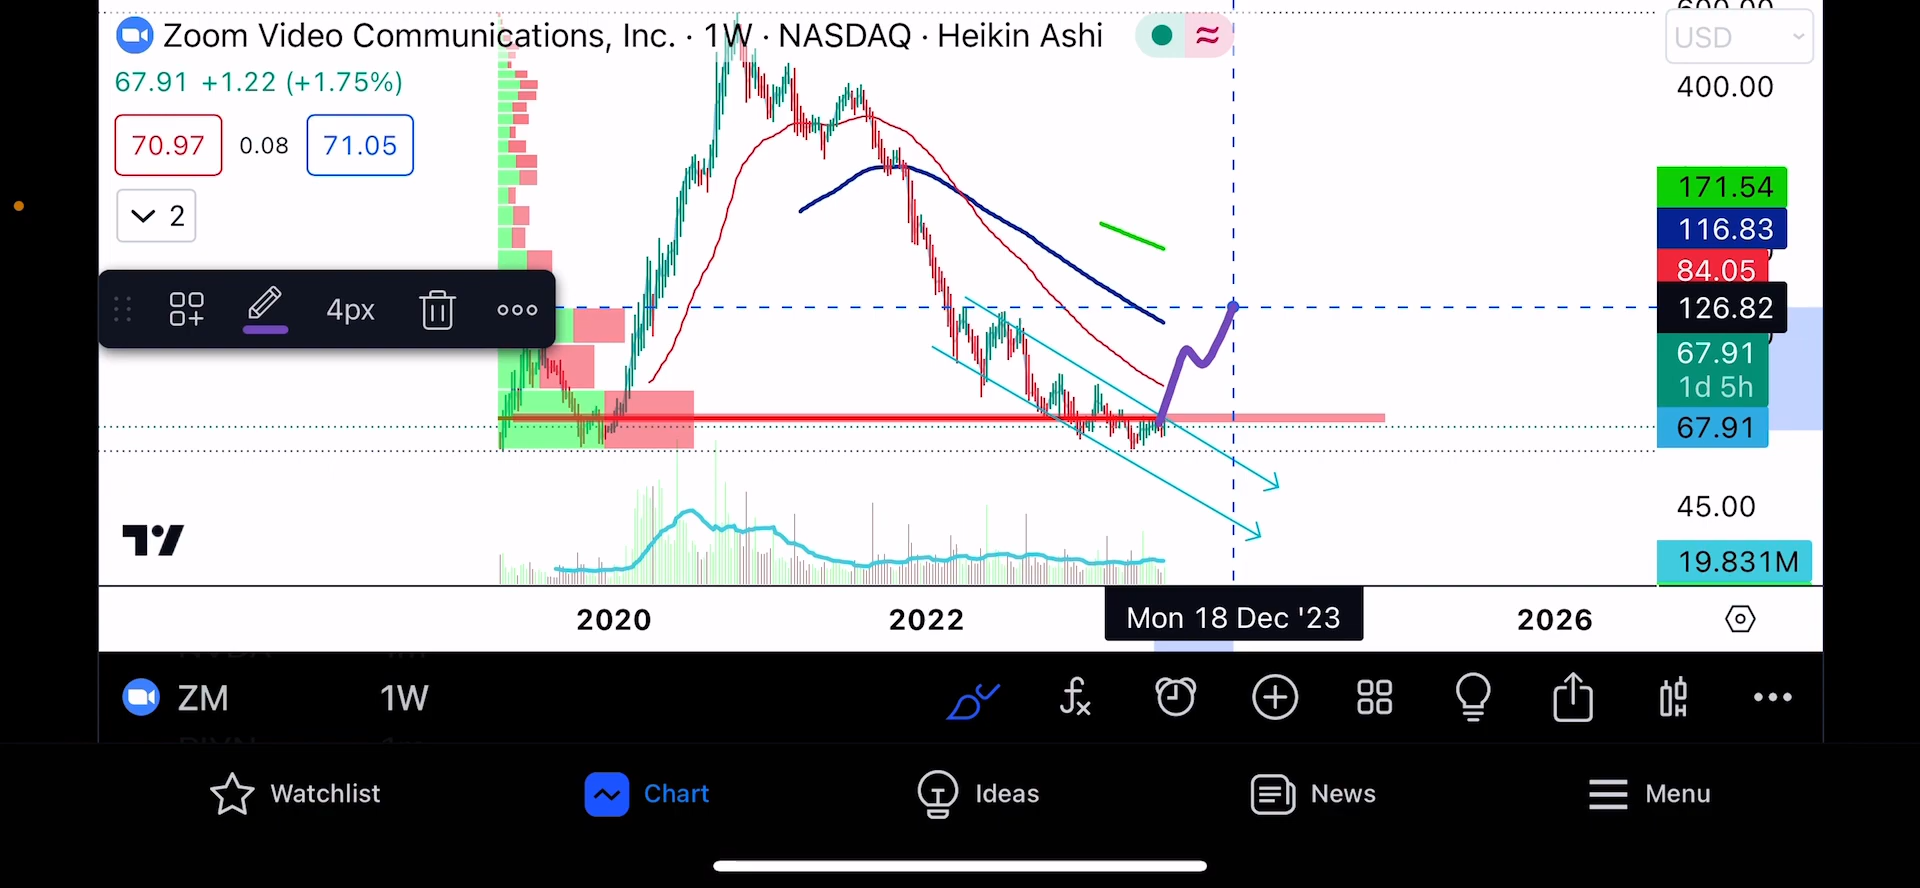 Zoom Video Communications, Inc. · 1W · NASDAQ · Heikin Ashi
USD
67.91 +1.22 (+1.75%)
400.00
70.97 0.08 71.05
171.54
2
116.83
84.05
4px
126.82
67.91
1d 5h
67.91
45.00
19.831M
2020 2022 Mon 18 Dec '23 2026
ZM 1W
Watchlist Chart Ideas News Menu